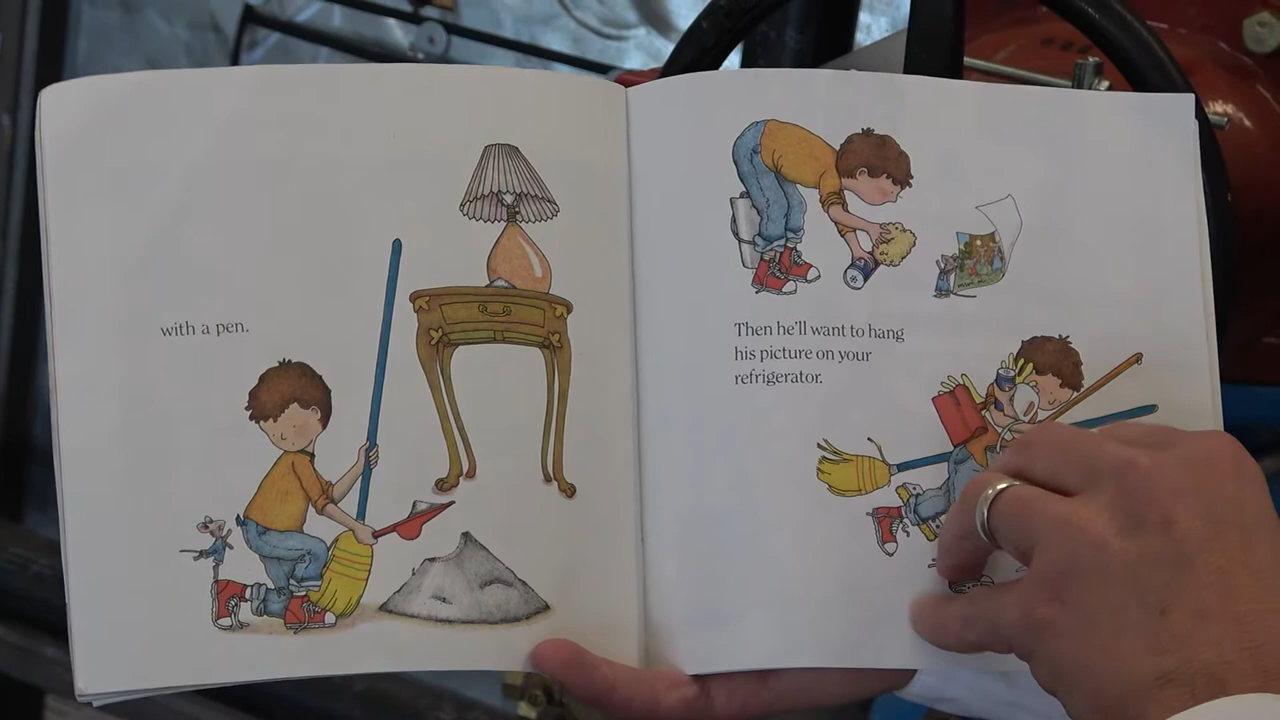 with a pen.
Then he'll want to hang
his picture on your
refrigerator.